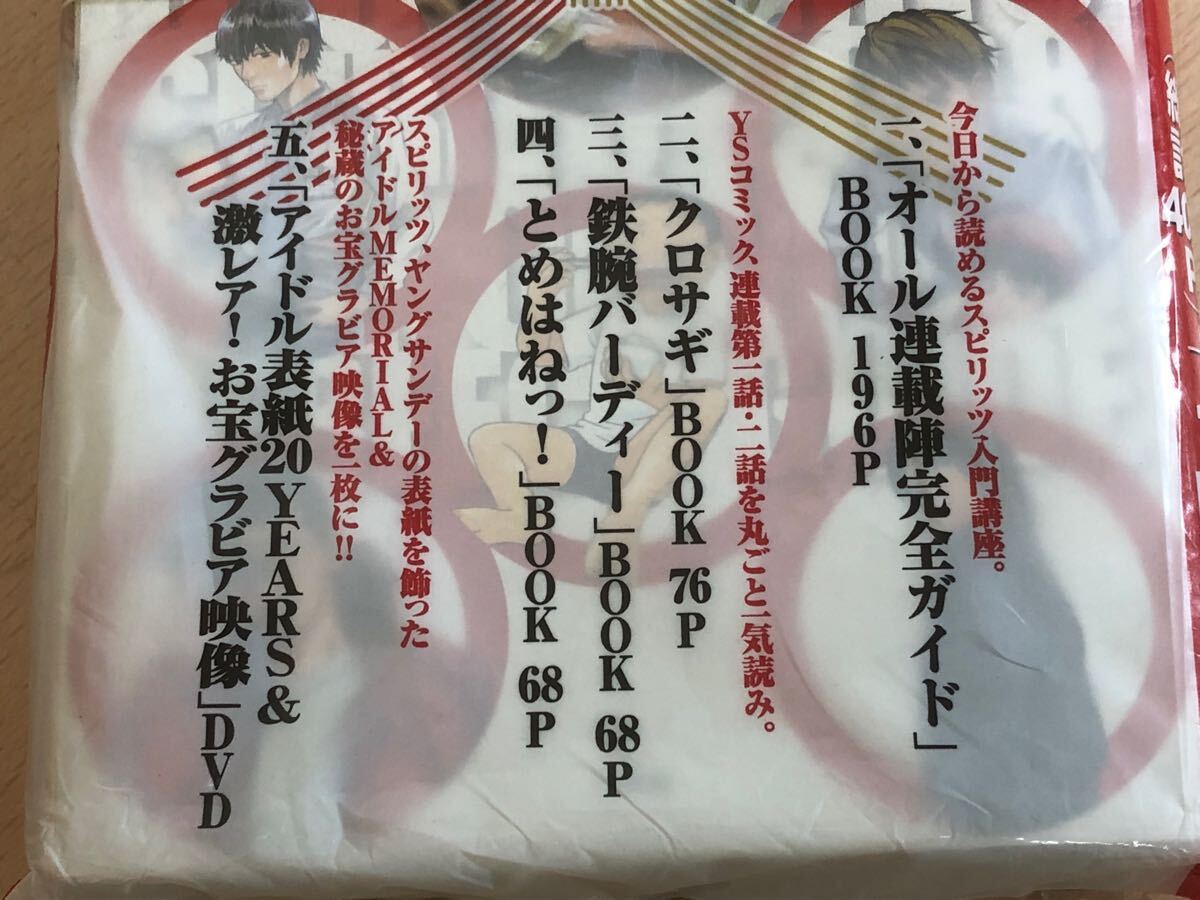 今日から読めるスピリッツ入門講座。
一、「オール連載陣完全ガイド」
BOOK 196P
YSコミック連載第一話・二話を丸ごと一気読み。
二、「クロサギ」BOOK 76P
三、「鉄腕バーディー」BOOK 68P
四、「とめはねっ!」BOOK 68P
スピリッツ、ヤングサンデーの表紙を飾った
アイドルMEMORIAL&
秘蔵のお宝グラビア映像を一枚に!!
五、「アイドル表紙20YEARS&
激レア!お宝グラビア映像」DVD